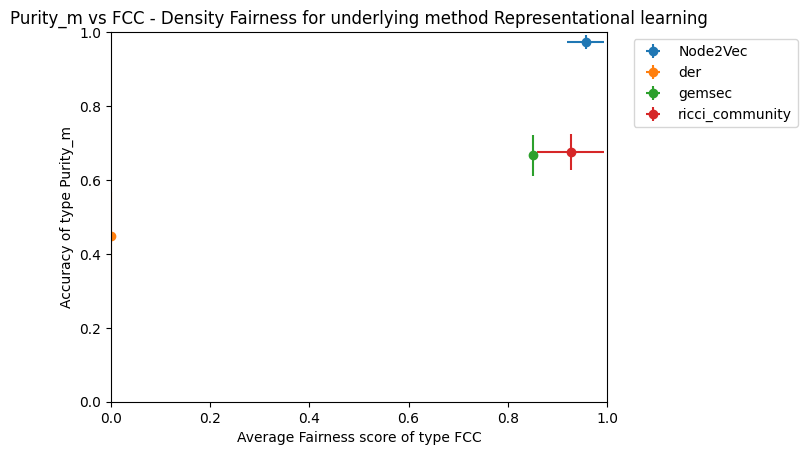 Purity_m vs FCC - Density Fairness for underlying method Representational learning
Accuracy of type Purity_m
1.0
0.8
0.6
0.4
0.2
0.0
0.0 0.2 0.4 0.6 0.8 1.0
Average Fairness score of type FCC
Node2Vec
der
gemsec
ricci_community